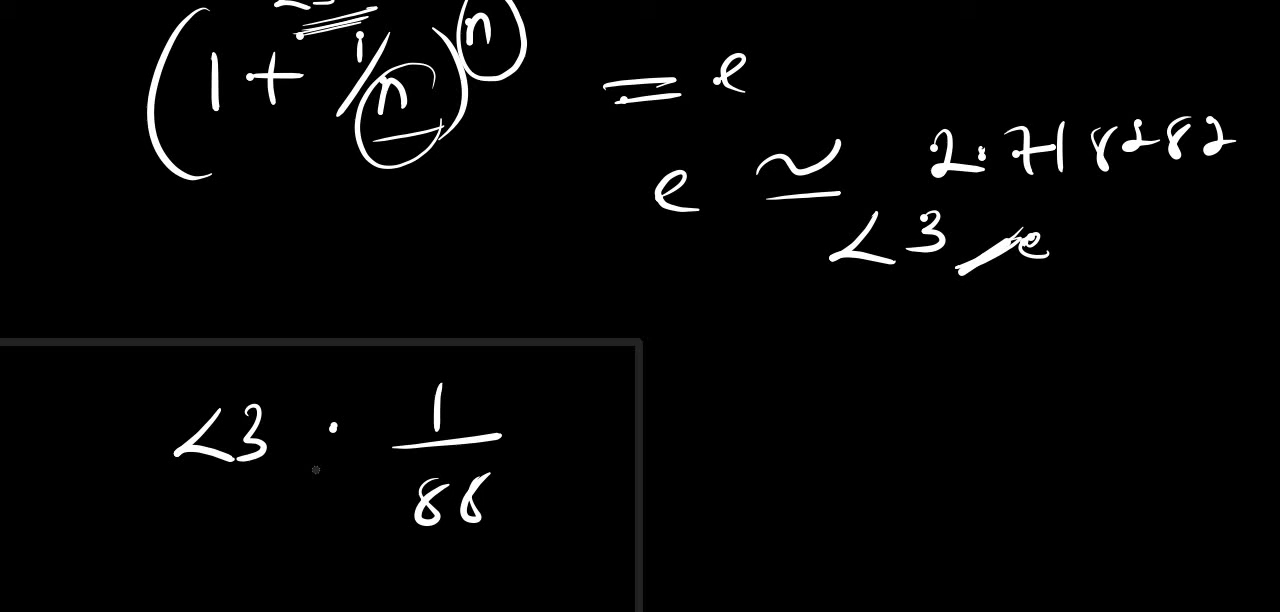 (1 + 1/n)^n = e
e ≃ 2.718282
< 3
e
< 3 · 1/88